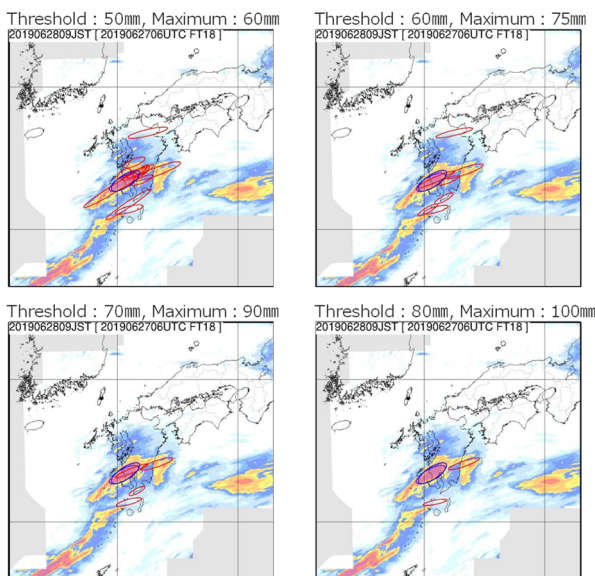 Threshold : 50㎜, Maximum : 60㎜
2019062809JST [ 2019062706UTC FT18 ]
Threshold : 60㎜, Maximum : 75㎜
2019062809JST [ 2019062706UTC FT18 ]
Threshold : 70㎜, Maximum : 90㎜
2019062809JST [ 2019062706UTC FT18 ]
Threshold : 80㎜, Maximum : 100㎜
2019062809JST [ 2019062706UTC FT18 ]